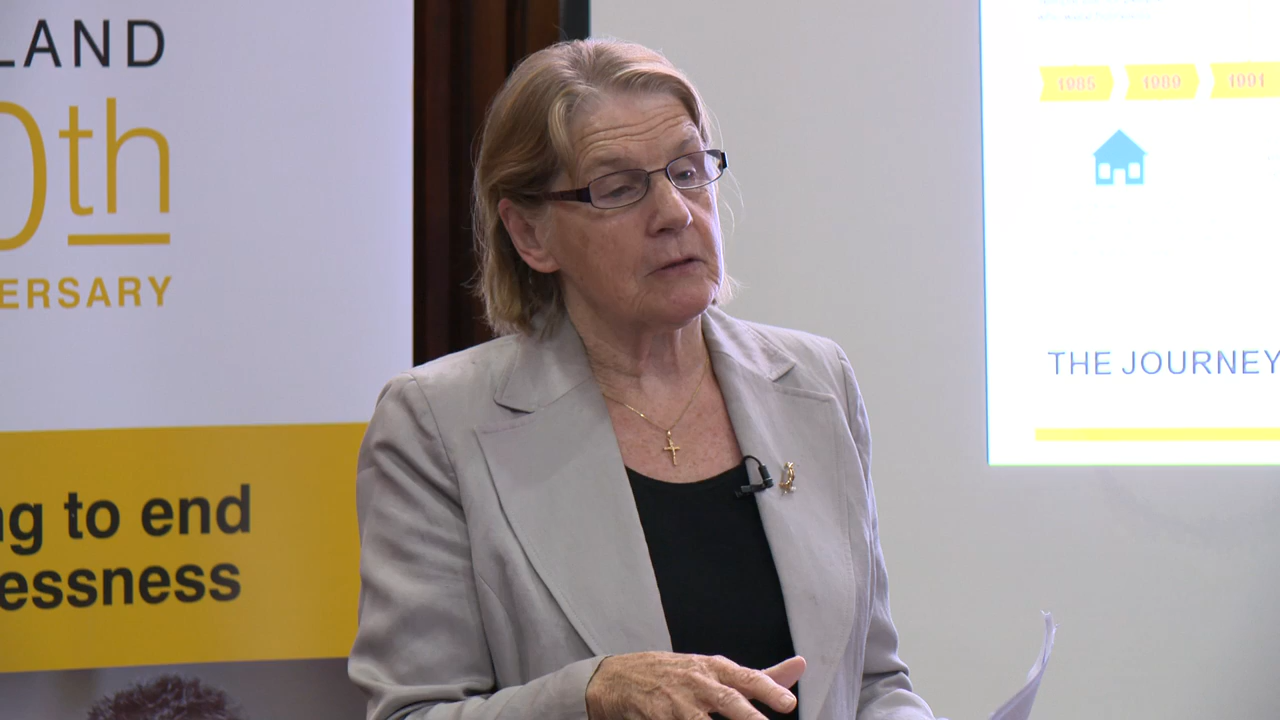 LAND
0th
ERSARY
ng to end
essness
1985
1989
1991
THE JOURNEY